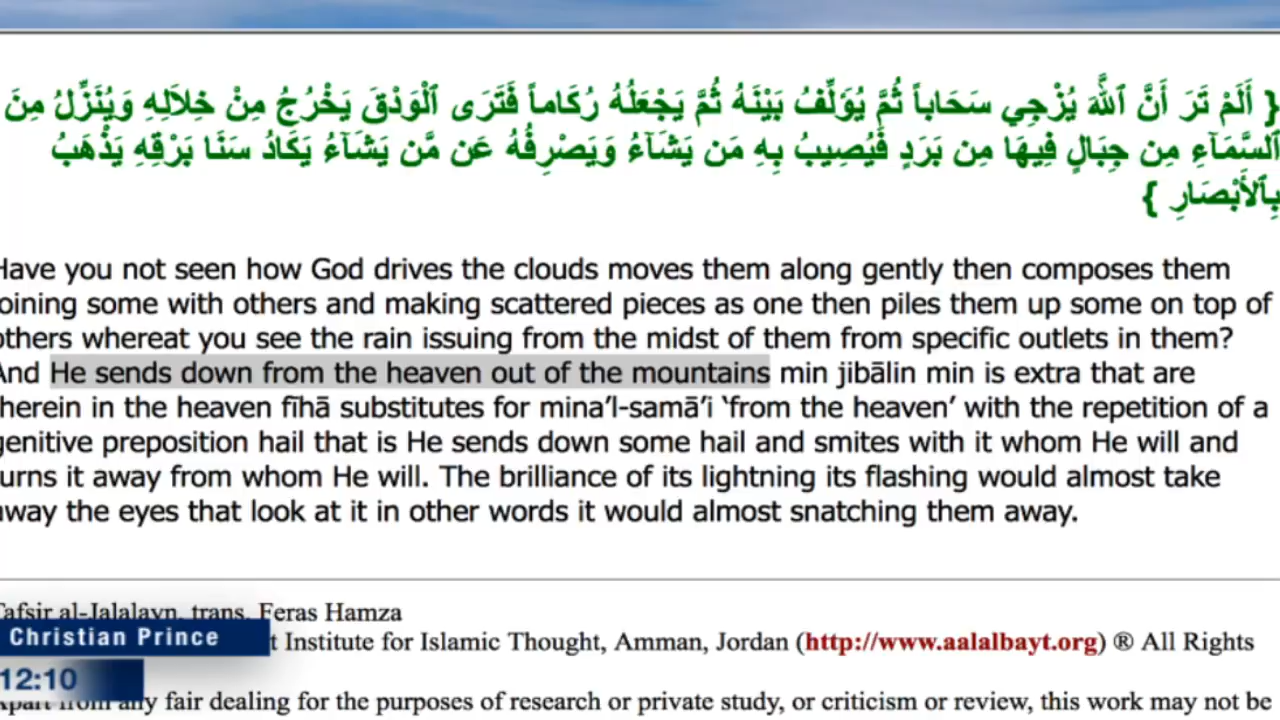 { أَلَمْ تَرَ أَنَّ ٱللَّهَ يُزْجِي سَحَاباً ثُمَّ يُؤَلِّفُ بَيْنَهُ ثُمَّ يَجْعَلُهُ رُكَاماً فَتَرَى ٱلْوَدْقَ يَخْرُجُ مِنْ خِلاَلِهِ وَيُنَزِّلُ مِنَ
ٱلسَّمَآءِ مِن جِبَالٍ فِيهَا مِن بَرَدٍ فَيُصِيبُ بِهِ مَن يَشَآءُ وَيَصْرِفُهُ عَن مَّن يَشَآءُ يَكَادُ سَنَا بَرْقِهِ يَذْهَبُ
بِٱلأَبْصَارِ }
Have you not seen how God drives the clouds moves them along gently then composes them
joining some with others and making scattered pieces as one then piles them up some on top of
others whereat you see the rain issuing from the midst of them from specific outlets in them?
And He sends down from the heaven out of the mountains min jibālin min is extra that are
therein in the heaven fīhā substitutes for mina’l-samā’i ‘from the heaven’ with the repetition of a
genitive preposition hail that is He sends down some hail and smites with it whom He will and
turns it away from whom He will. The brilliance of its lightning its flashing would almost take
away the eyes that look at it in other words it would almost snatching them away.
Tafsir al-Jalalayn, trans. Feras Hamza
t Institute for Islamic Thought, Amman, Jordan (http://www.aalalbayt.org) ® All Rights
Christian Prince
12:10
Apart from any fair dealing for the purposes of research or private study, or criticism or review, this work may not be